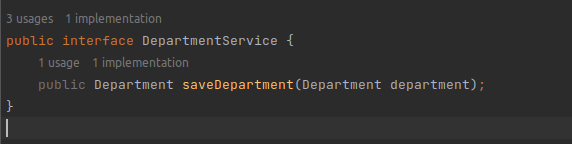 3 usages   1 implementation
public interface DepartmentService {
    1 usage   1 implementation
    public Department saveDepartment(Department department);
}